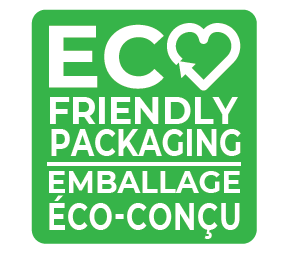 ECO
FRIENDLY
PACKAGING
EMBALLAGE
ÉCO-CONÇU